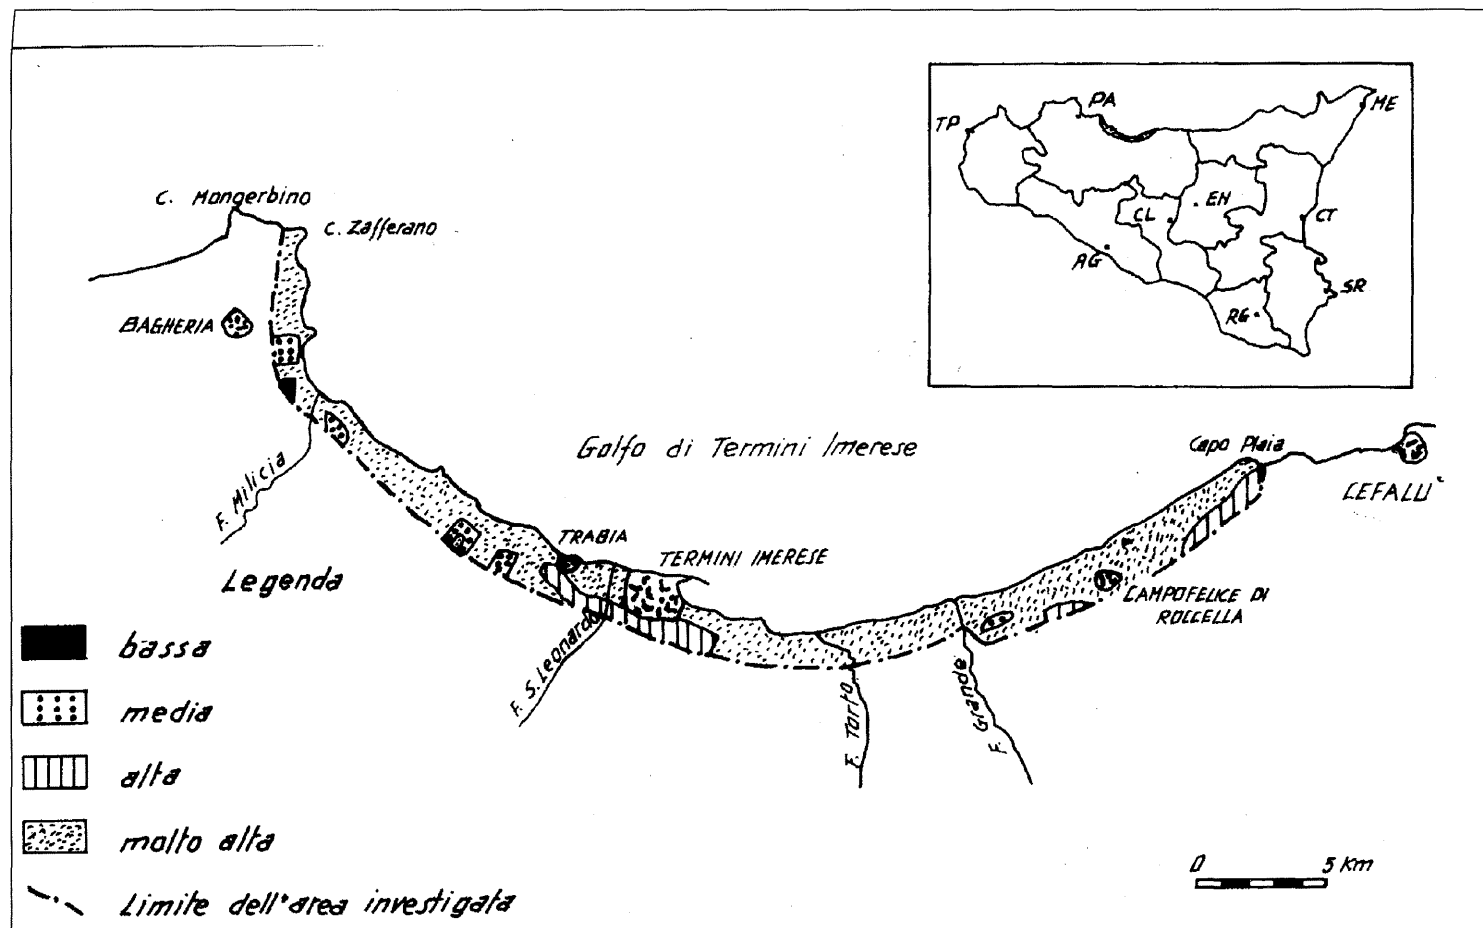 PA
ME
TP
EN
CL
CT
AG
SR
RG
C. Mongerbino
C. Zafferano
BAGHERIA
Golfo di Termini Imerese
Capo Plaia
CEFALU'
F. Milicia
TRABIA
TERMINI IMERESE
CAMPOFELICE DI
ROCCELLA
F. S. Leonardo
F. Torto
F. Grande
Legenda
bassa
media
alta
molto alta
Limite dell'area investigata
0 5 Km